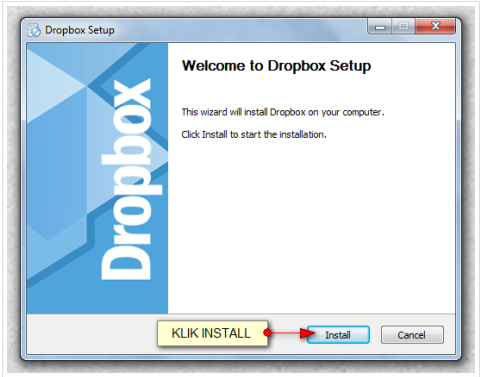 Dropbox Setup
Welcome to Dropbox Setup
This wizard will install Dropbox on your computer.
Click Install to start the installation.
Dropbox
KLIK INSTALL
Install
Cancel